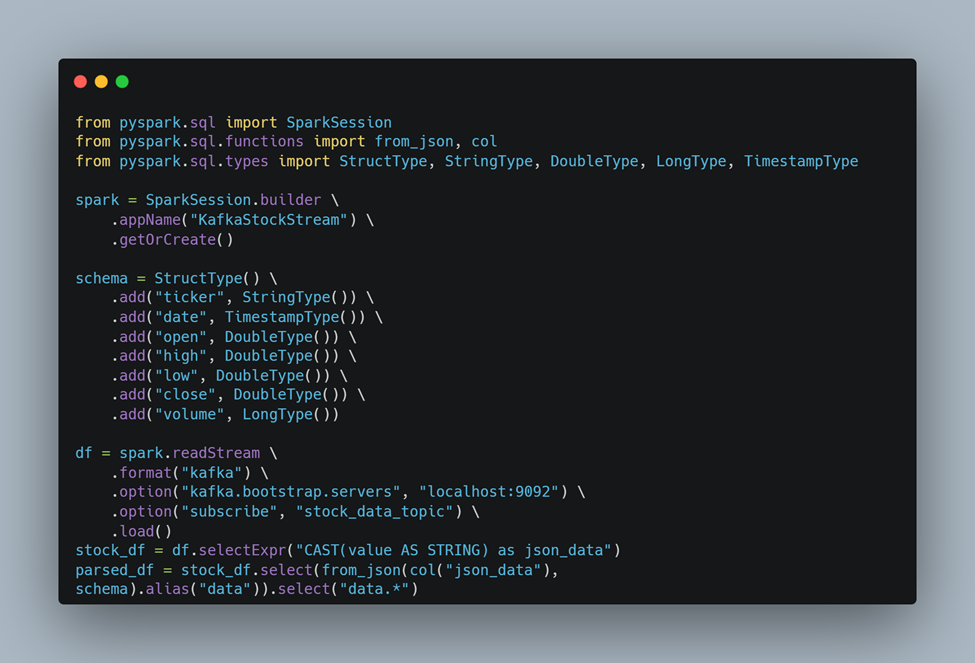 from pyspark.sql import SparkSession
from pyspark.sql.functions import from_json, col
from pyspark.sql.types import StructType, StringType, DoubleType, LongType, TimestampType

spark = SparkSession.builder \
    .appName("KafkaStockStream") \
    .getOrCreate()

schema = StructType() \
    .add("ticker", StringType()) \
    .add("date", TimestampType()) \
    .add("open", DoubleType()) \
    .add("high", DoubleType()) \
    .add("low", DoubleType()) \
    .add("close", DoubleType()) \
    .add("volume", LongType())

df = spark.readStream \
    .format("kafka") \
    .option("kafka.bootstrap.servers", "localhost:9092") \
    .option("subscribe", "stock_data_topic") \
    .load()
stock_df = df.selectExpr("CAST(value AS STRING) as json_data")
parsed_df = stock_df.select(from_json(col("json_data"),
schema).alias("data")).select("data.*")